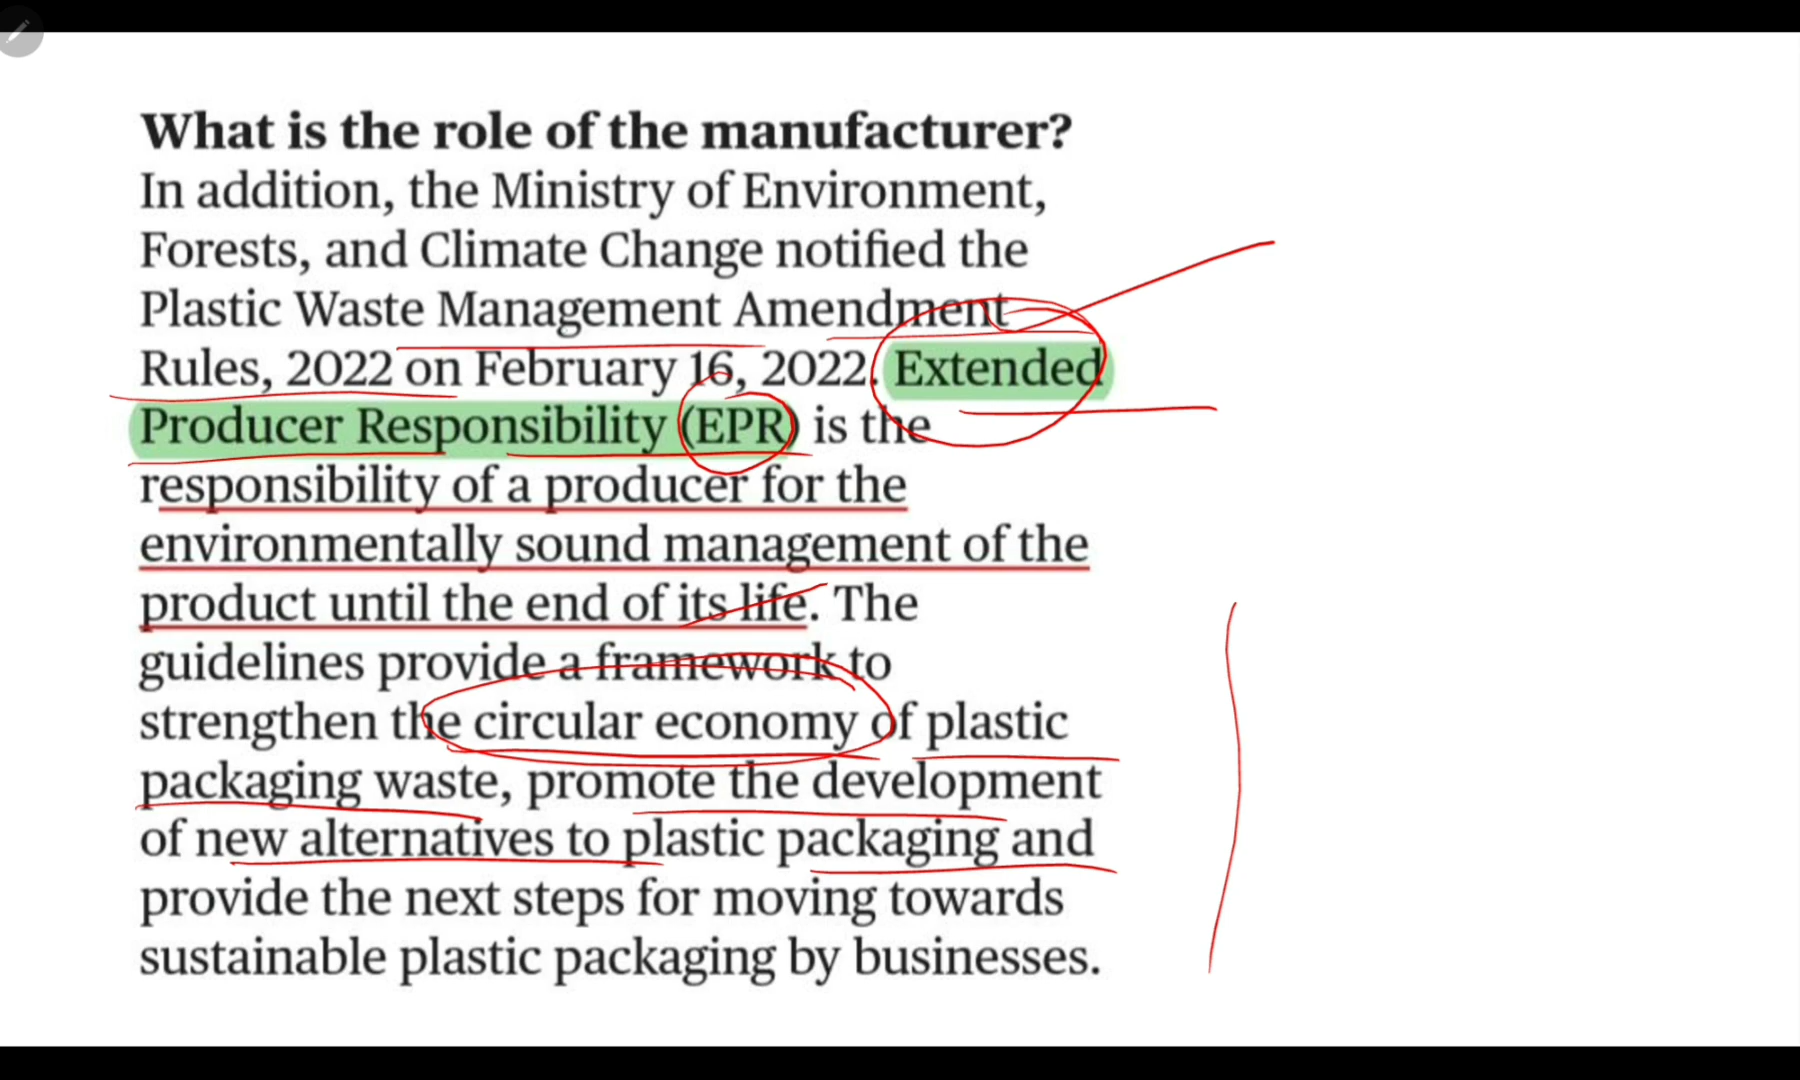 What is the role of the manufacturer?
In addition, the Ministry of Environment,
Forests, and Climate Change notified the
Plastic Waste Management Amendment
Rules, 2022 on February 16, 2022. Extended
Producer Responsibility (EPR) is the
responsibility of a producer for the
environmentally sound management of the
product until the end of its life. The
guidelines provide a framework to
strengthen the circular economy of plastic
packaging waste, promote the development
of new alternatives to plastic packaging and
provide the next steps for moving towards
sustainable plastic packaging by businesses.